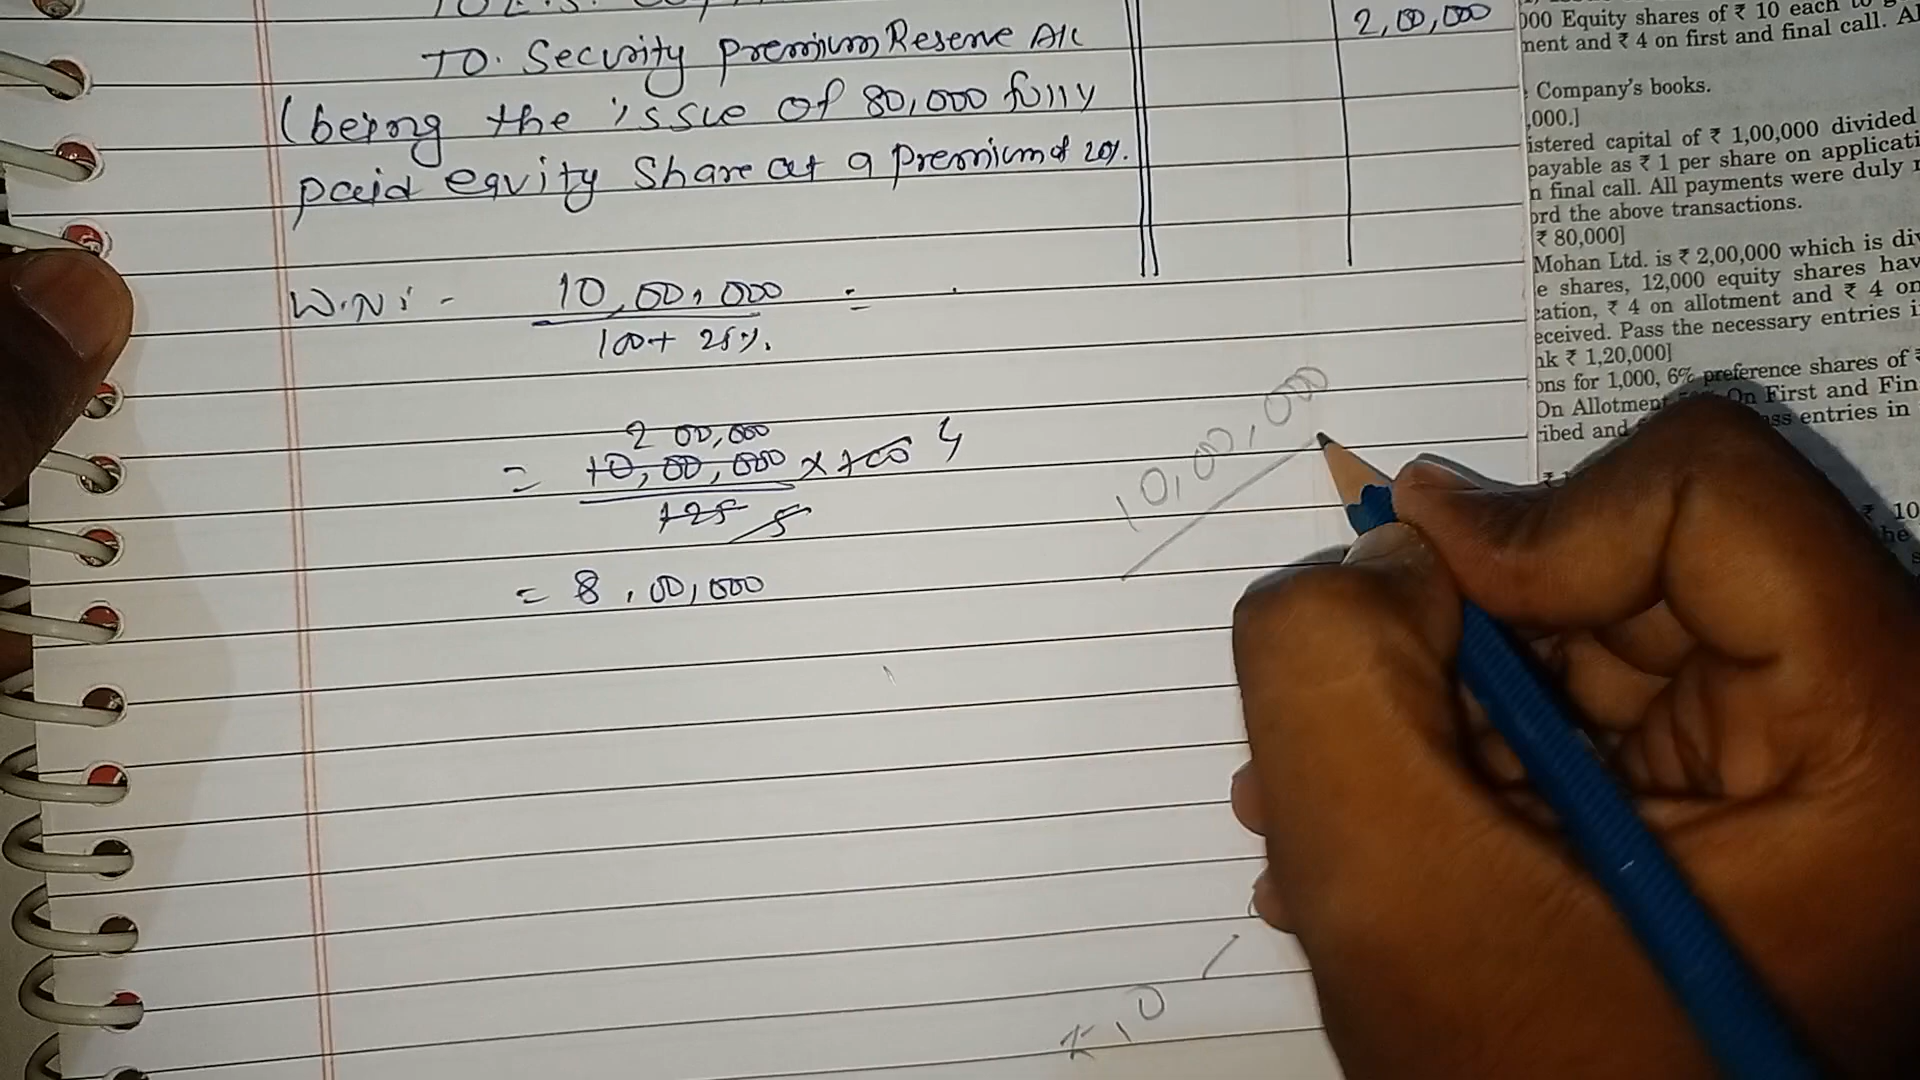 2,00,000
TO. Security premium Reserve A/c
(being the issue of 80,000 fully
paid equity Share at a premium of 20%.
W.N:- 10,00,000 =
100+ 25%.
2 00,000
= 10,00,000 x 100 4
125 5
= 8,00,000
10,00,000
000 Equity shares of ₹ 10 each to
ment and ₹ 4 on first and final call.
Company's books.
,000.]
istered capital of ₹ 1,00,000 divided
payable as ₹ 1 per share on applicati
n final call. All payments were duly
ord the above transactions.
₹ 80,000]
Mohan Ltd. is ₹ 2,00,000 which is div
e shares, 12,000 equity shares hav
cation, ₹ 4 on allotment and ₹ 4 on
eceived. Pass the necessary entries i
nk ₹ 1,20,000]
ons for 1,000, 6% preference shares of ₹
On Allotment On First and Fin
ribed and entries in
10